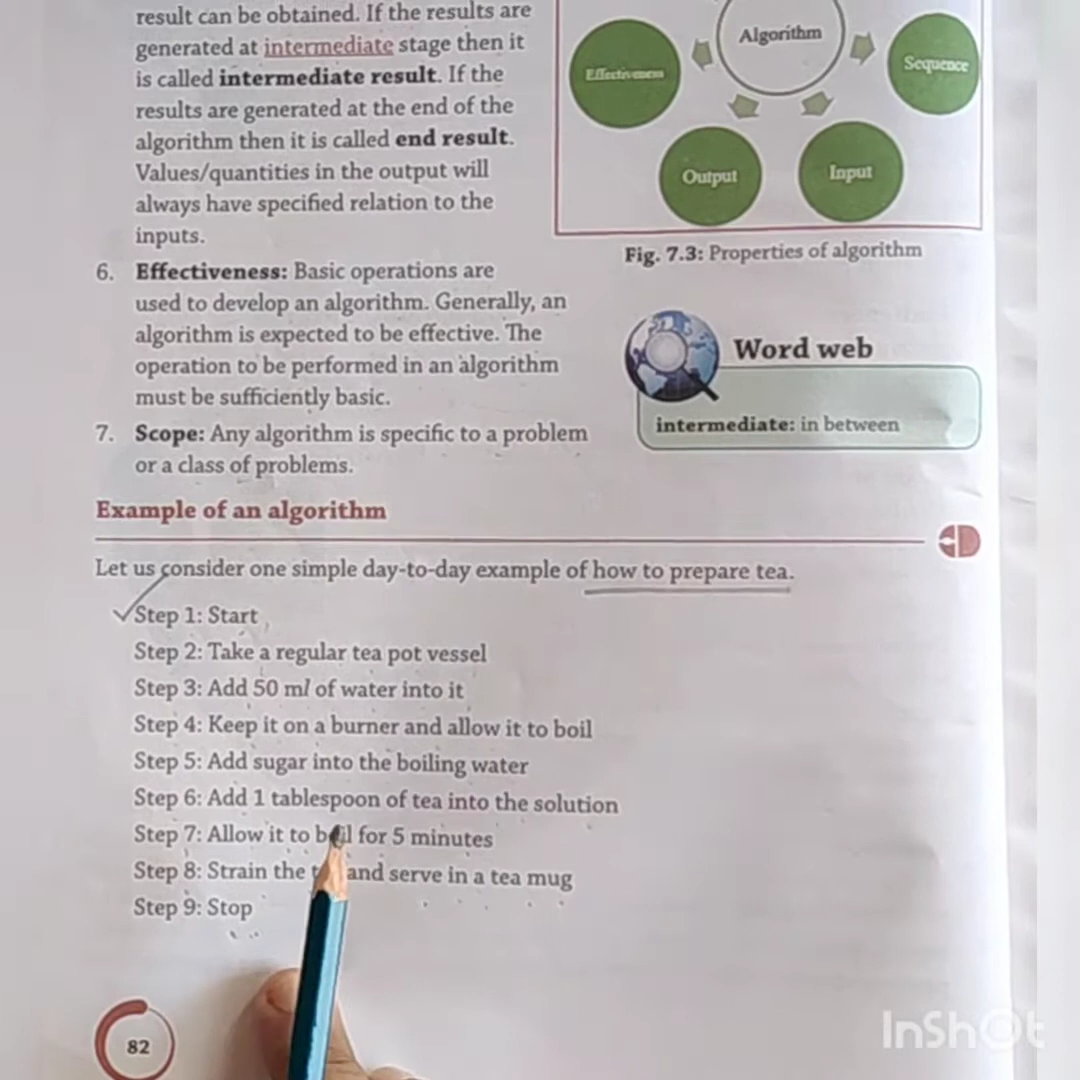 result can be obtained. If the results are
generated at intermediate stage then it
is called intermediate result. If the
results are generated at the end of the
algorithm then it is called end result.
Values/quantities in the output will
always have specified relation to the
inputs.
6. Effectiveness: Basic operations are
used to develop an algorithm. Generally, an
algorithm is expected to be effective. The
operation to be performed in an algorithm
must be sufficiently basic.
7. Scope: Any algorithm is specific to a problem
or a class of problems.
Algorithm
Effectiveness
Sequence
Output
Input
Fig. 7.3: Properties of algorithm
Word web
intermediate: in between
Example of an algorithm
Let us consider one simple day-to-day example of how to prepare tea.
Step 1: Start
Step 2: Take a regular tea pot vessel
Step 3: Add 50 ml of water into it
Step 4: Keep it on a burner and allow it to boil
Step 5: Add sugar into the boiling water
Step 6: Add 1 tablespoon of tea into the solution
Step 7: Allow it to boil for 5 minutes
Step 8: Strain the and serve in a tea mug
Step 9: Stop
82
InShOt